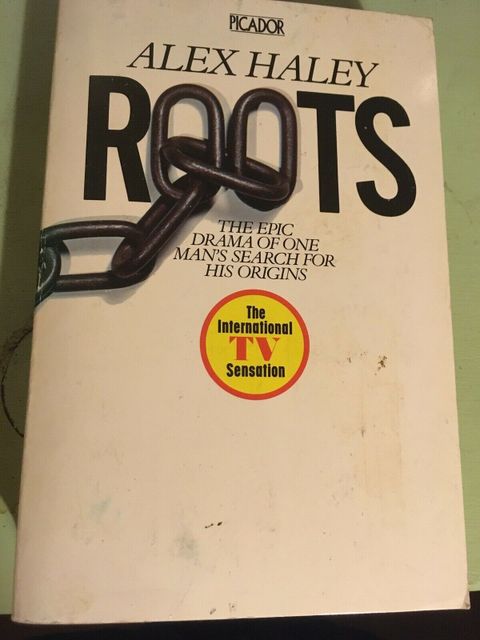 PICADOR
ALEX HALEY
ROOTS
THE EPIC
DRAMA OF ONE
MAN'S SEARCH FOR
HIS ORIGINS
The
International
TV
Sensation